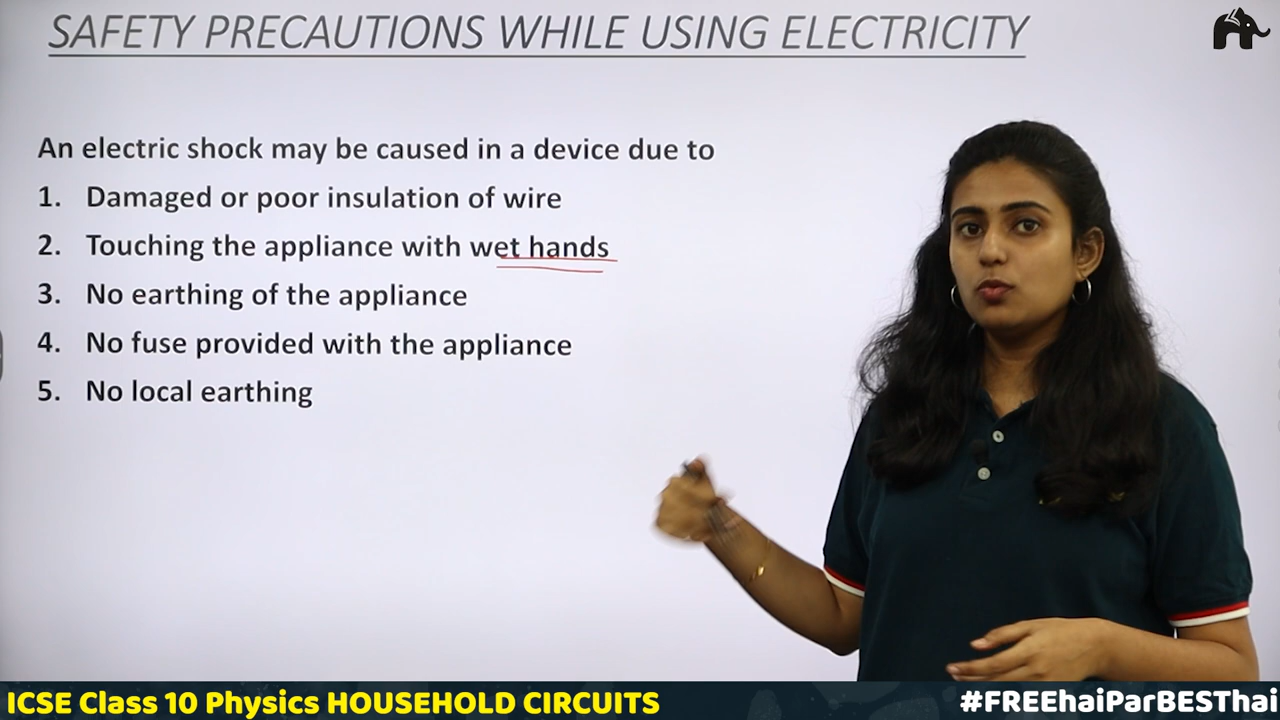 SAFETY PRECAUTIONS WHILE USING ELECTRICITY
An electric shock may be caused in a device due to
1. Damaged or poor insulation of wire
2. Touching the appliance with wet hands
3. No earthing of the appliance
4. No fuse provided with the appliance
5. No local earthing
ICSE Class 10 Physics HOUSEHOLD CIRCUITS
#FREEhaiParBESThai